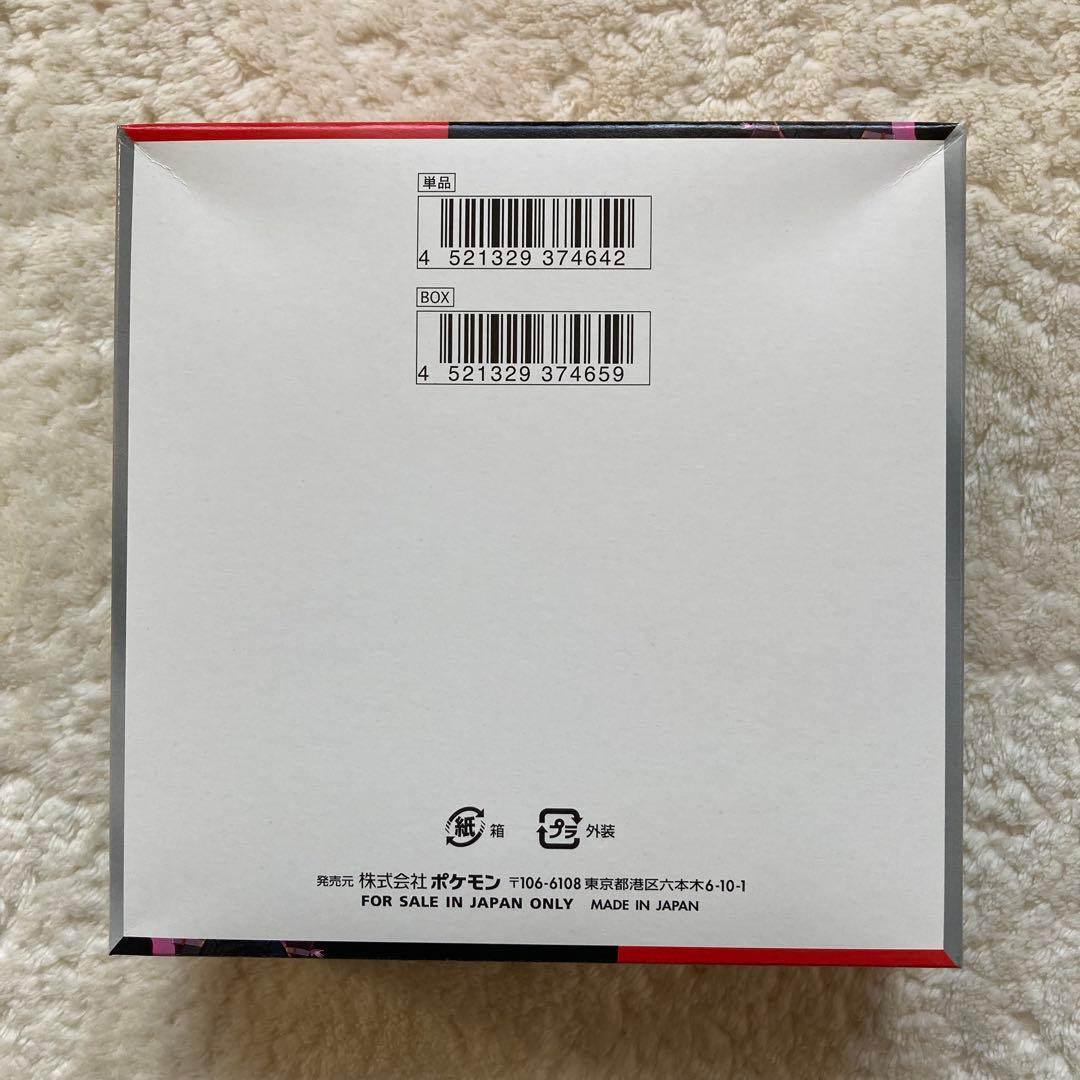 単品
4 521329 374642
BOX
4 521329 374659
紙 箱 プラ 外装
発売元 株式会社 ポケモン 〒106-6108 東京都港区六本木6-10-1
FOR SALE IN JAPAN ONLY MADE IN JAPAN